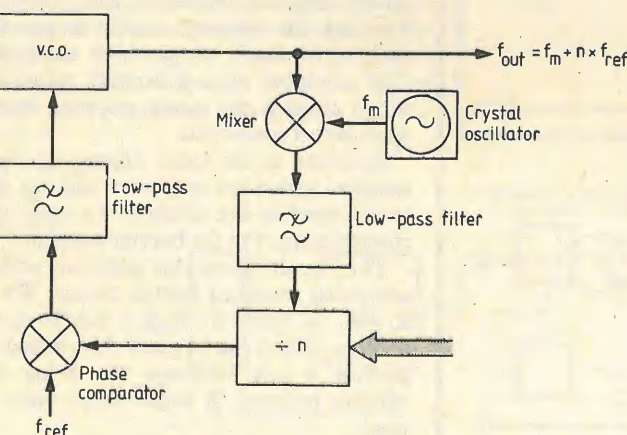 v.c.o.
f_out = f_m + n × f_ref
Mixer
f_m
Crystal
oscillator
Low-pass
filter
Low-pass filter
÷ n
Phase
comparator
f_ref